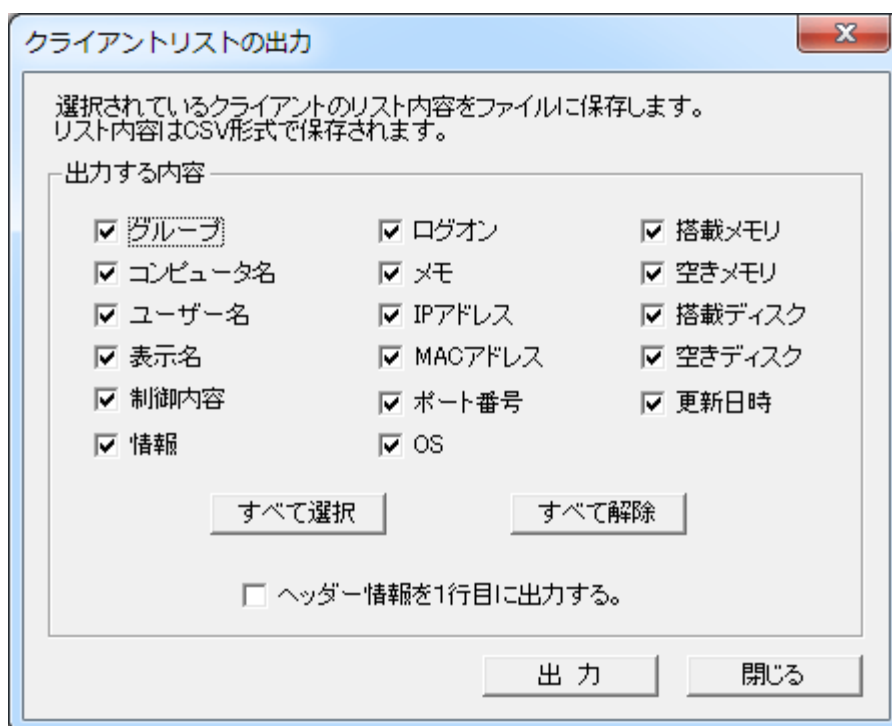 クライアントリストの出力
選択されているクライアントのリスト内容をファイルに保存します。
リスト内容はCSV形式で保存されます。
出力する内容
グループ
コンピュータ名
ユーザー名
表示名
制御内容
情報
ログオン
メモ
IPアドレス
MACアドレス
ポート番号
OS
搭載メモリ
空きメモリ
搭載ディスク
空きディスク
更新日時
すべて選択
すべて解除
ヘッダー情報を1行目に出力する。
出 力
閉じる